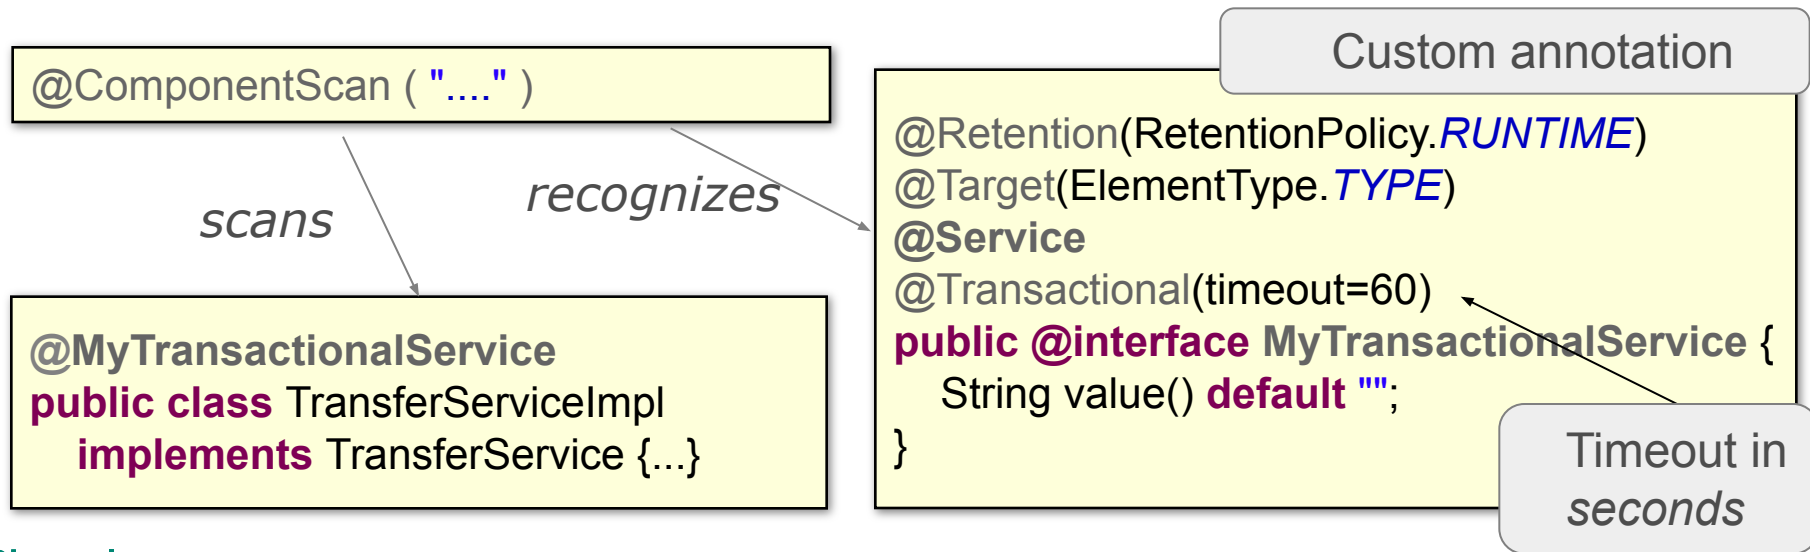 @ComponentScan ( "...." )
scans
recognizes
@MyTransactionalService
public class TransferServiceImpl
implements TransferService {...}
Custom annotation
@Retention(RetentionPolicy.RUNTIME)
@Target(ElementType.TYPE)
@Service
@Transactional(timeout=60)
public @interface MyTransactionalService {
String value() default "";
}
Timeout in
seconds